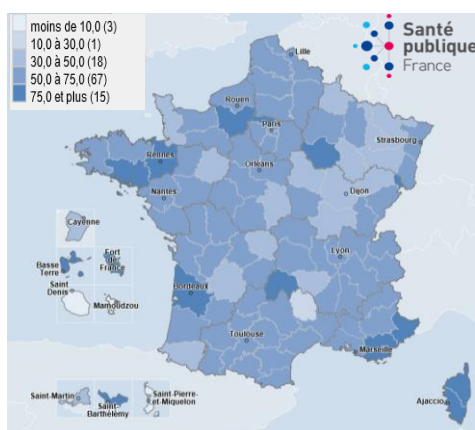 moins de 10,0 (3)
10,0 à 30,0 (1)
30,0 à 50,0 (18)
50,0 à 75,0 (67)
75,0 et plus (15)
Santé
publique
France
Lille
Rouen
Paris
Strasbourg
Rennes
Orléans
Nantes
Dijon
Cayenne
Basse
Terre
Fort
de
France
Saint
Denis
Mamoudzou
Lyon
Bordeaux
Toulouse
Marseille
Saint-Martin
Saint-
Barthélémy
Saint-Pierre
et-Miquelon
Ajaccio